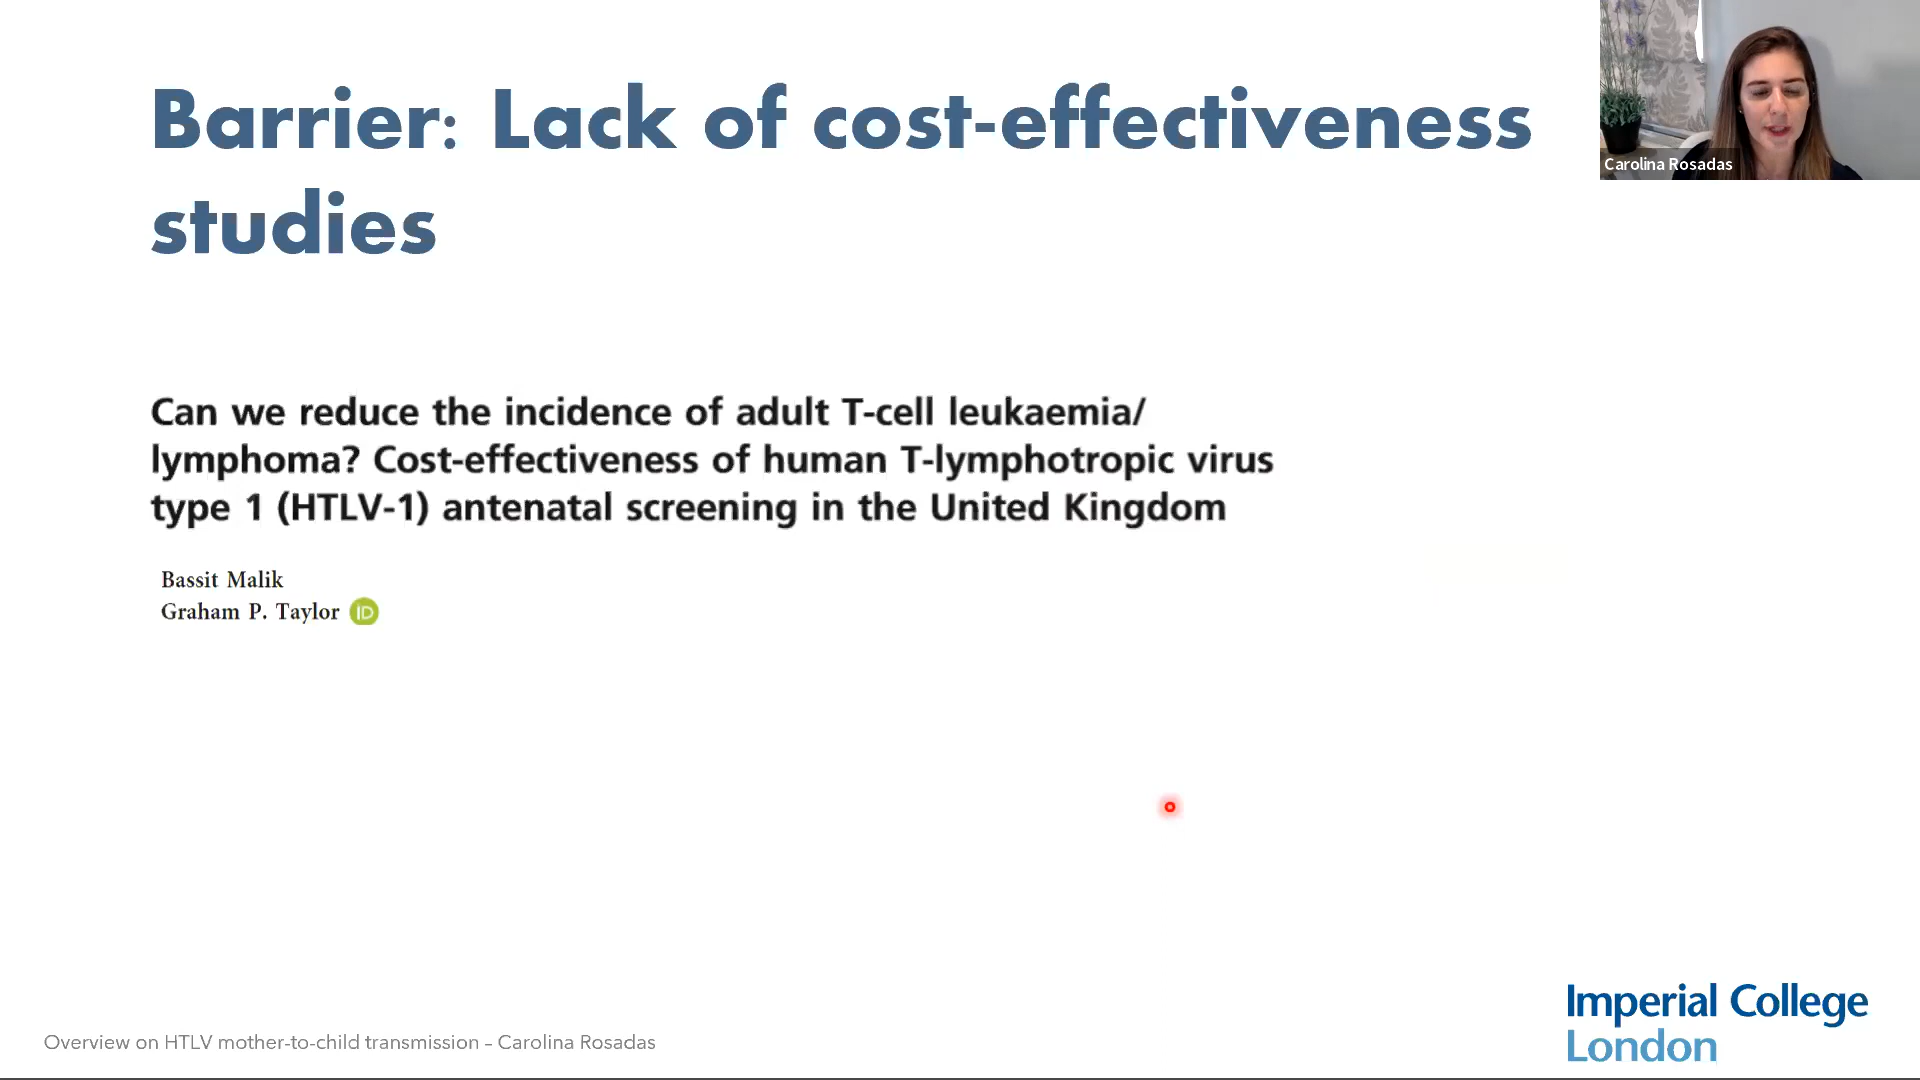 Barrier: Lack of cost-effectiveness
studies
Carolina Rosadas
Can we reduce the incidence of adult T-cell leukaemia/
lymphoma? Cost-effectiveness of human T-lymphotropic virus
type 1 (HTLV-1) antenatal screening in the United Kingdom
Bassit Malik
Graham P. Taylor iD
Overview on HTLV mother-to-child transmission – Carolina Rosadas
Imperial College
London